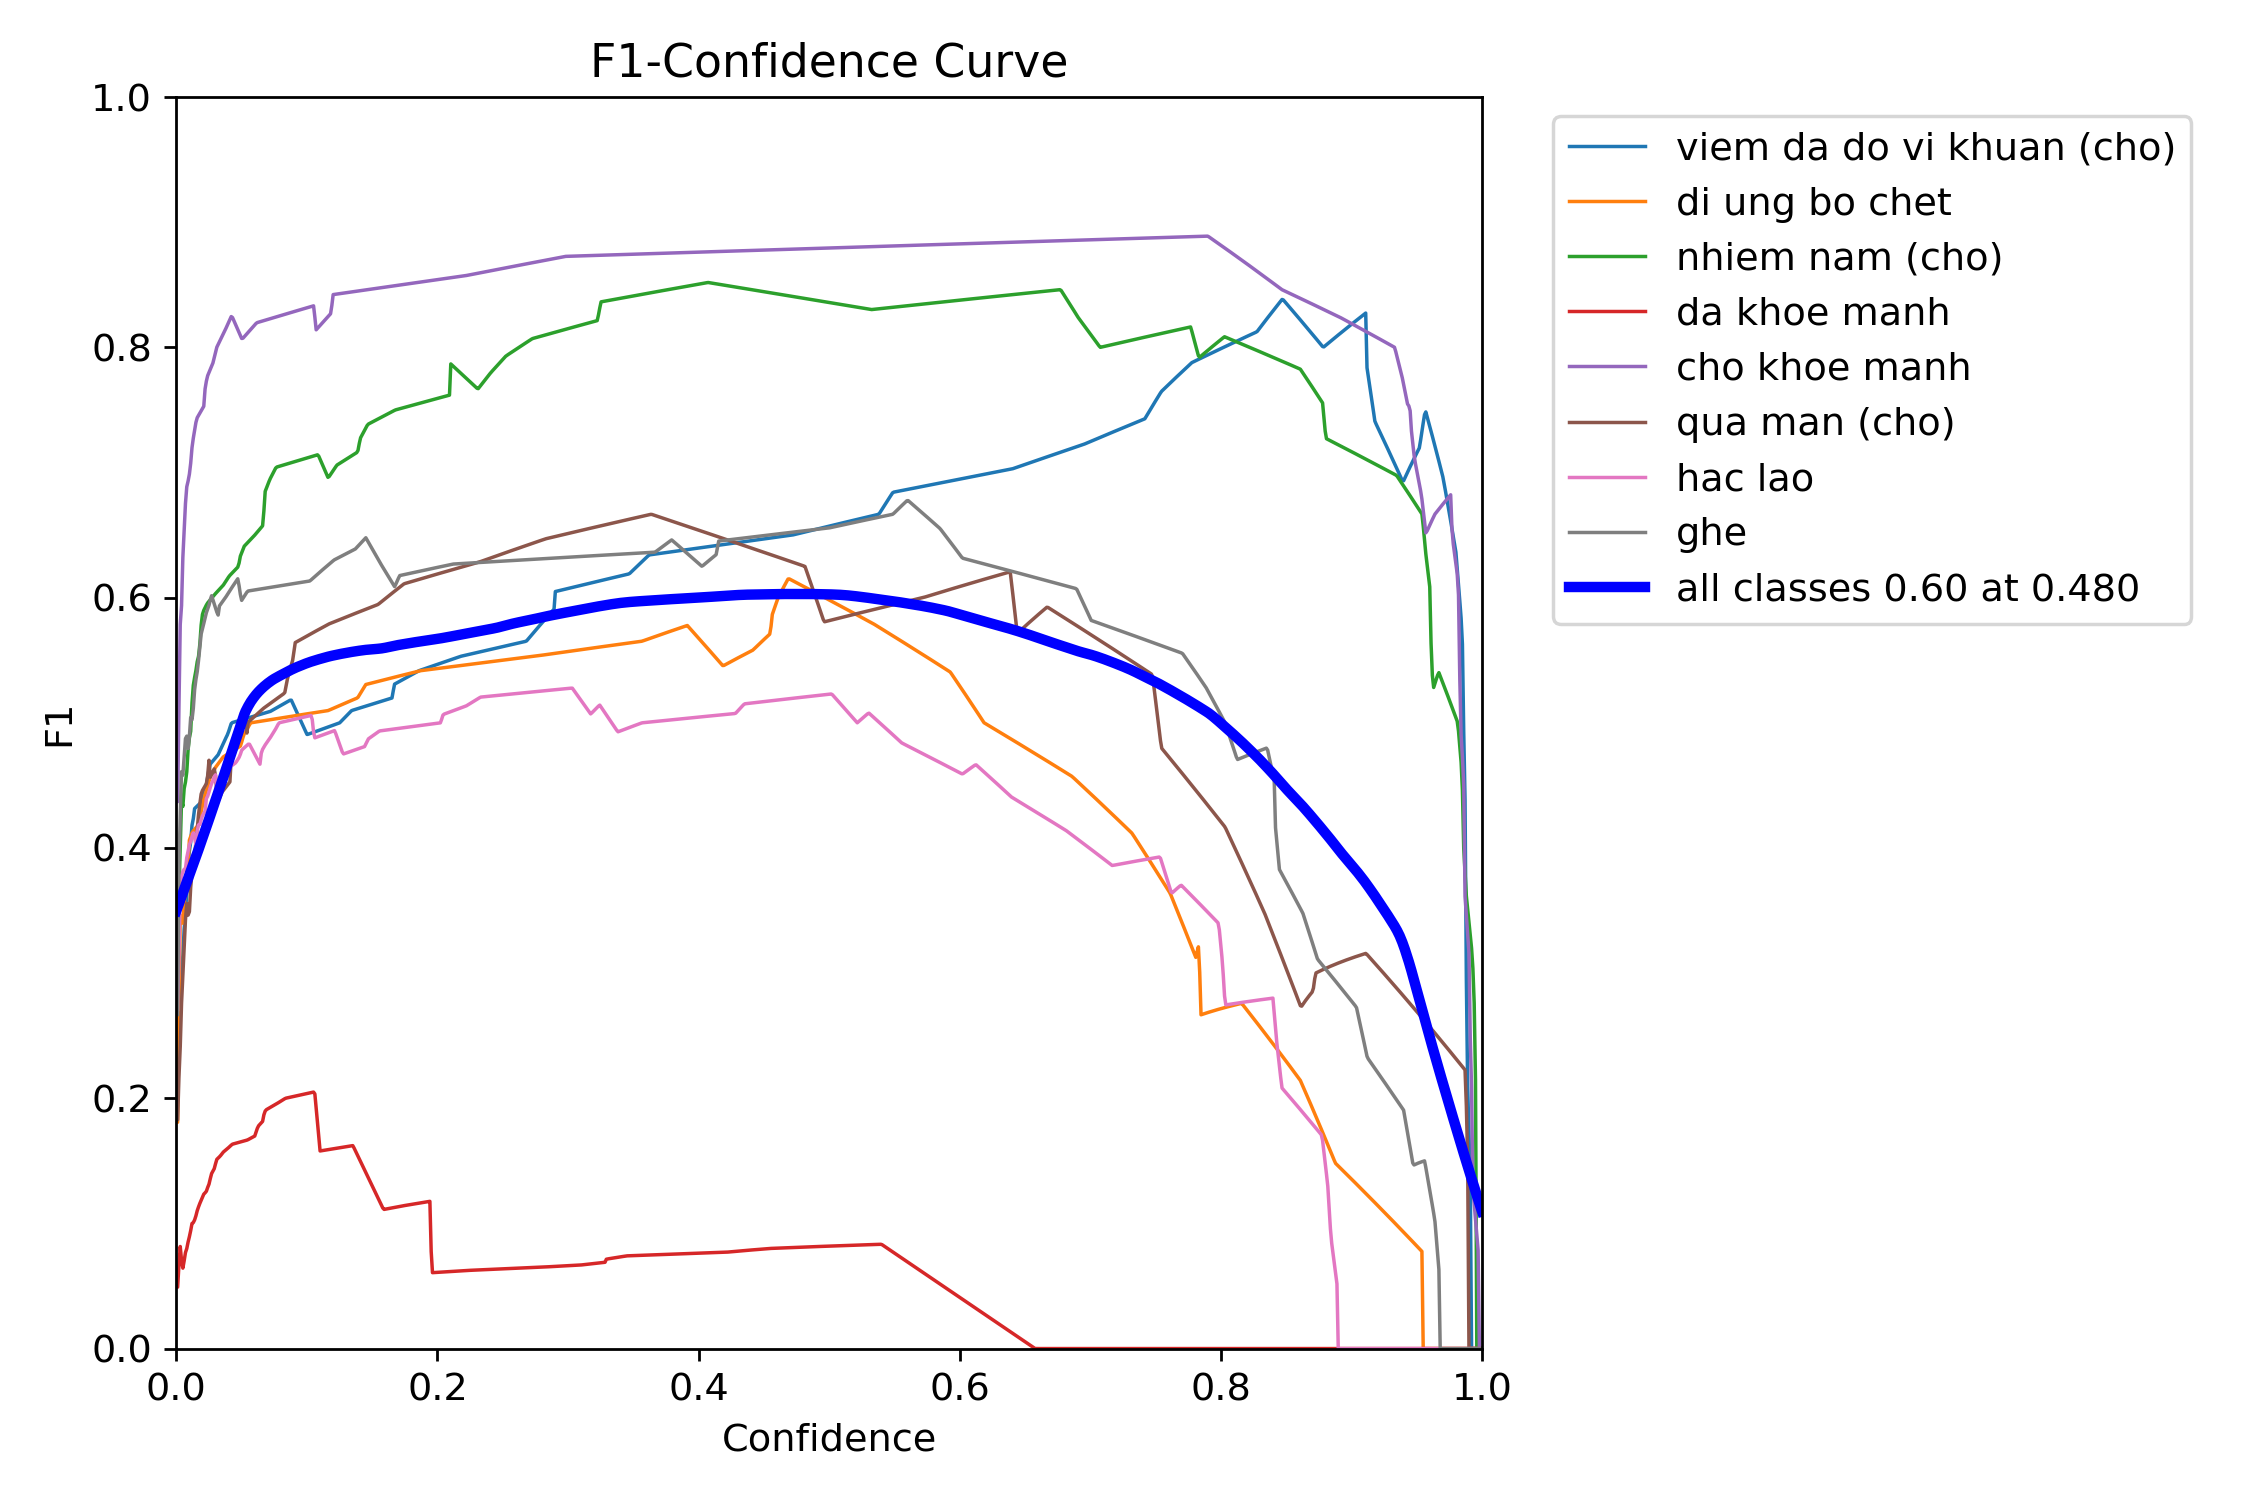 F1-Confidence Curve
1.0
0.8
0.6
0.4
0.2
0.0
F1
0.0 0.2 0.4 0.6 0.8 1.0
Confidence
viem da do vi khuan (cho)
di ung bo chet
nhiem nam (cho)
da khoe manh
cho khoe manh
qua man (cho)
hac lao
ghe
all classes 0.60 at 0.480